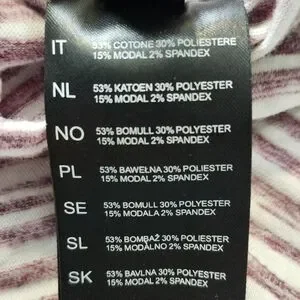 IT 53% COTONE 30% POLIESTERE
15% MODAL 2% SPANDEX
NL 53% KATOEN 30% POLYESTER
15% MODAL 2% SPANDEX
NO 53% BOMULL 30% POLYESTER
15% MODAL 2% SPANDEX
PL 53% BAWEŁNA 30% POLYESTER
15% MODAL 2% SPANDEX
SE 53% BOMULL 30% POLYESTER
15% MODALA 2% SPANDEX
SL 53% BOMBAŽ 30% POLIESTER
15% MODALNO 2% SPANDEX
SK 53% BAVLNA 30% POLYESTER
15% MODAL 2% SPANDEX